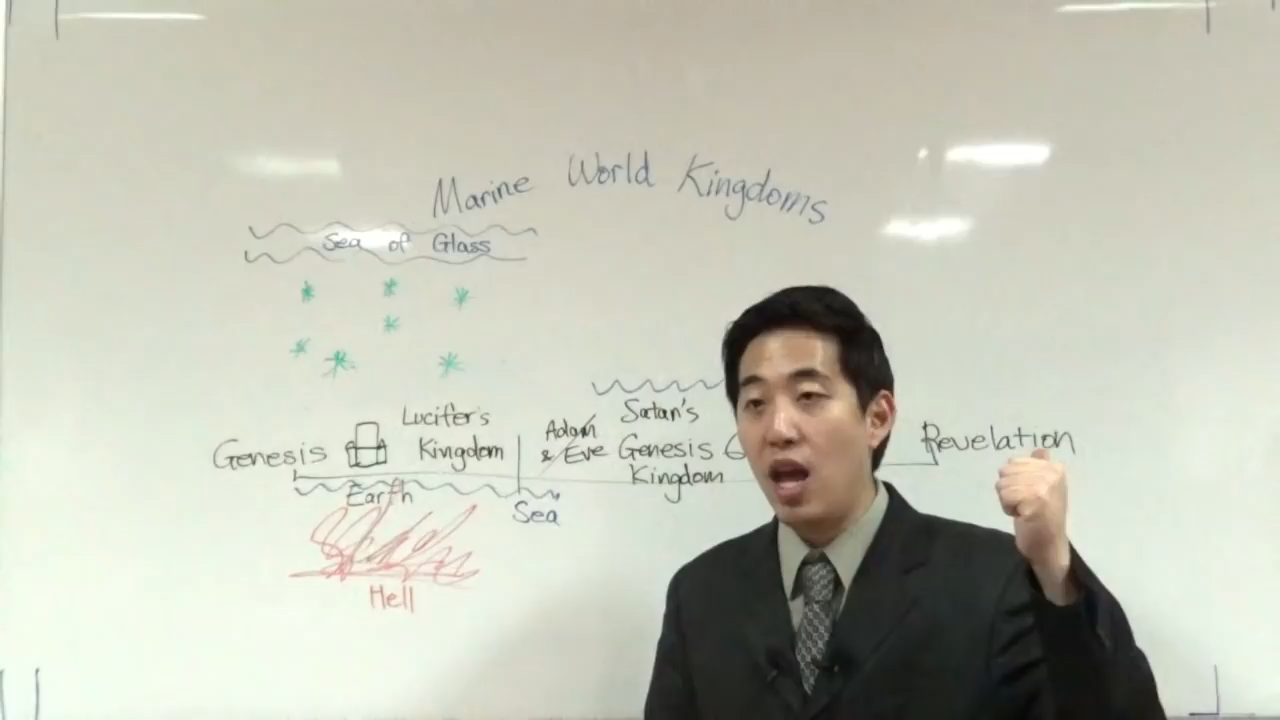 Marine World Kingdoms
Sea of Glass
Lucifer's
Kingdom
Genesis
Earth
Sea
Hell
Adam
& Eve
Satan's
Genesis
Kingdom
Revelation